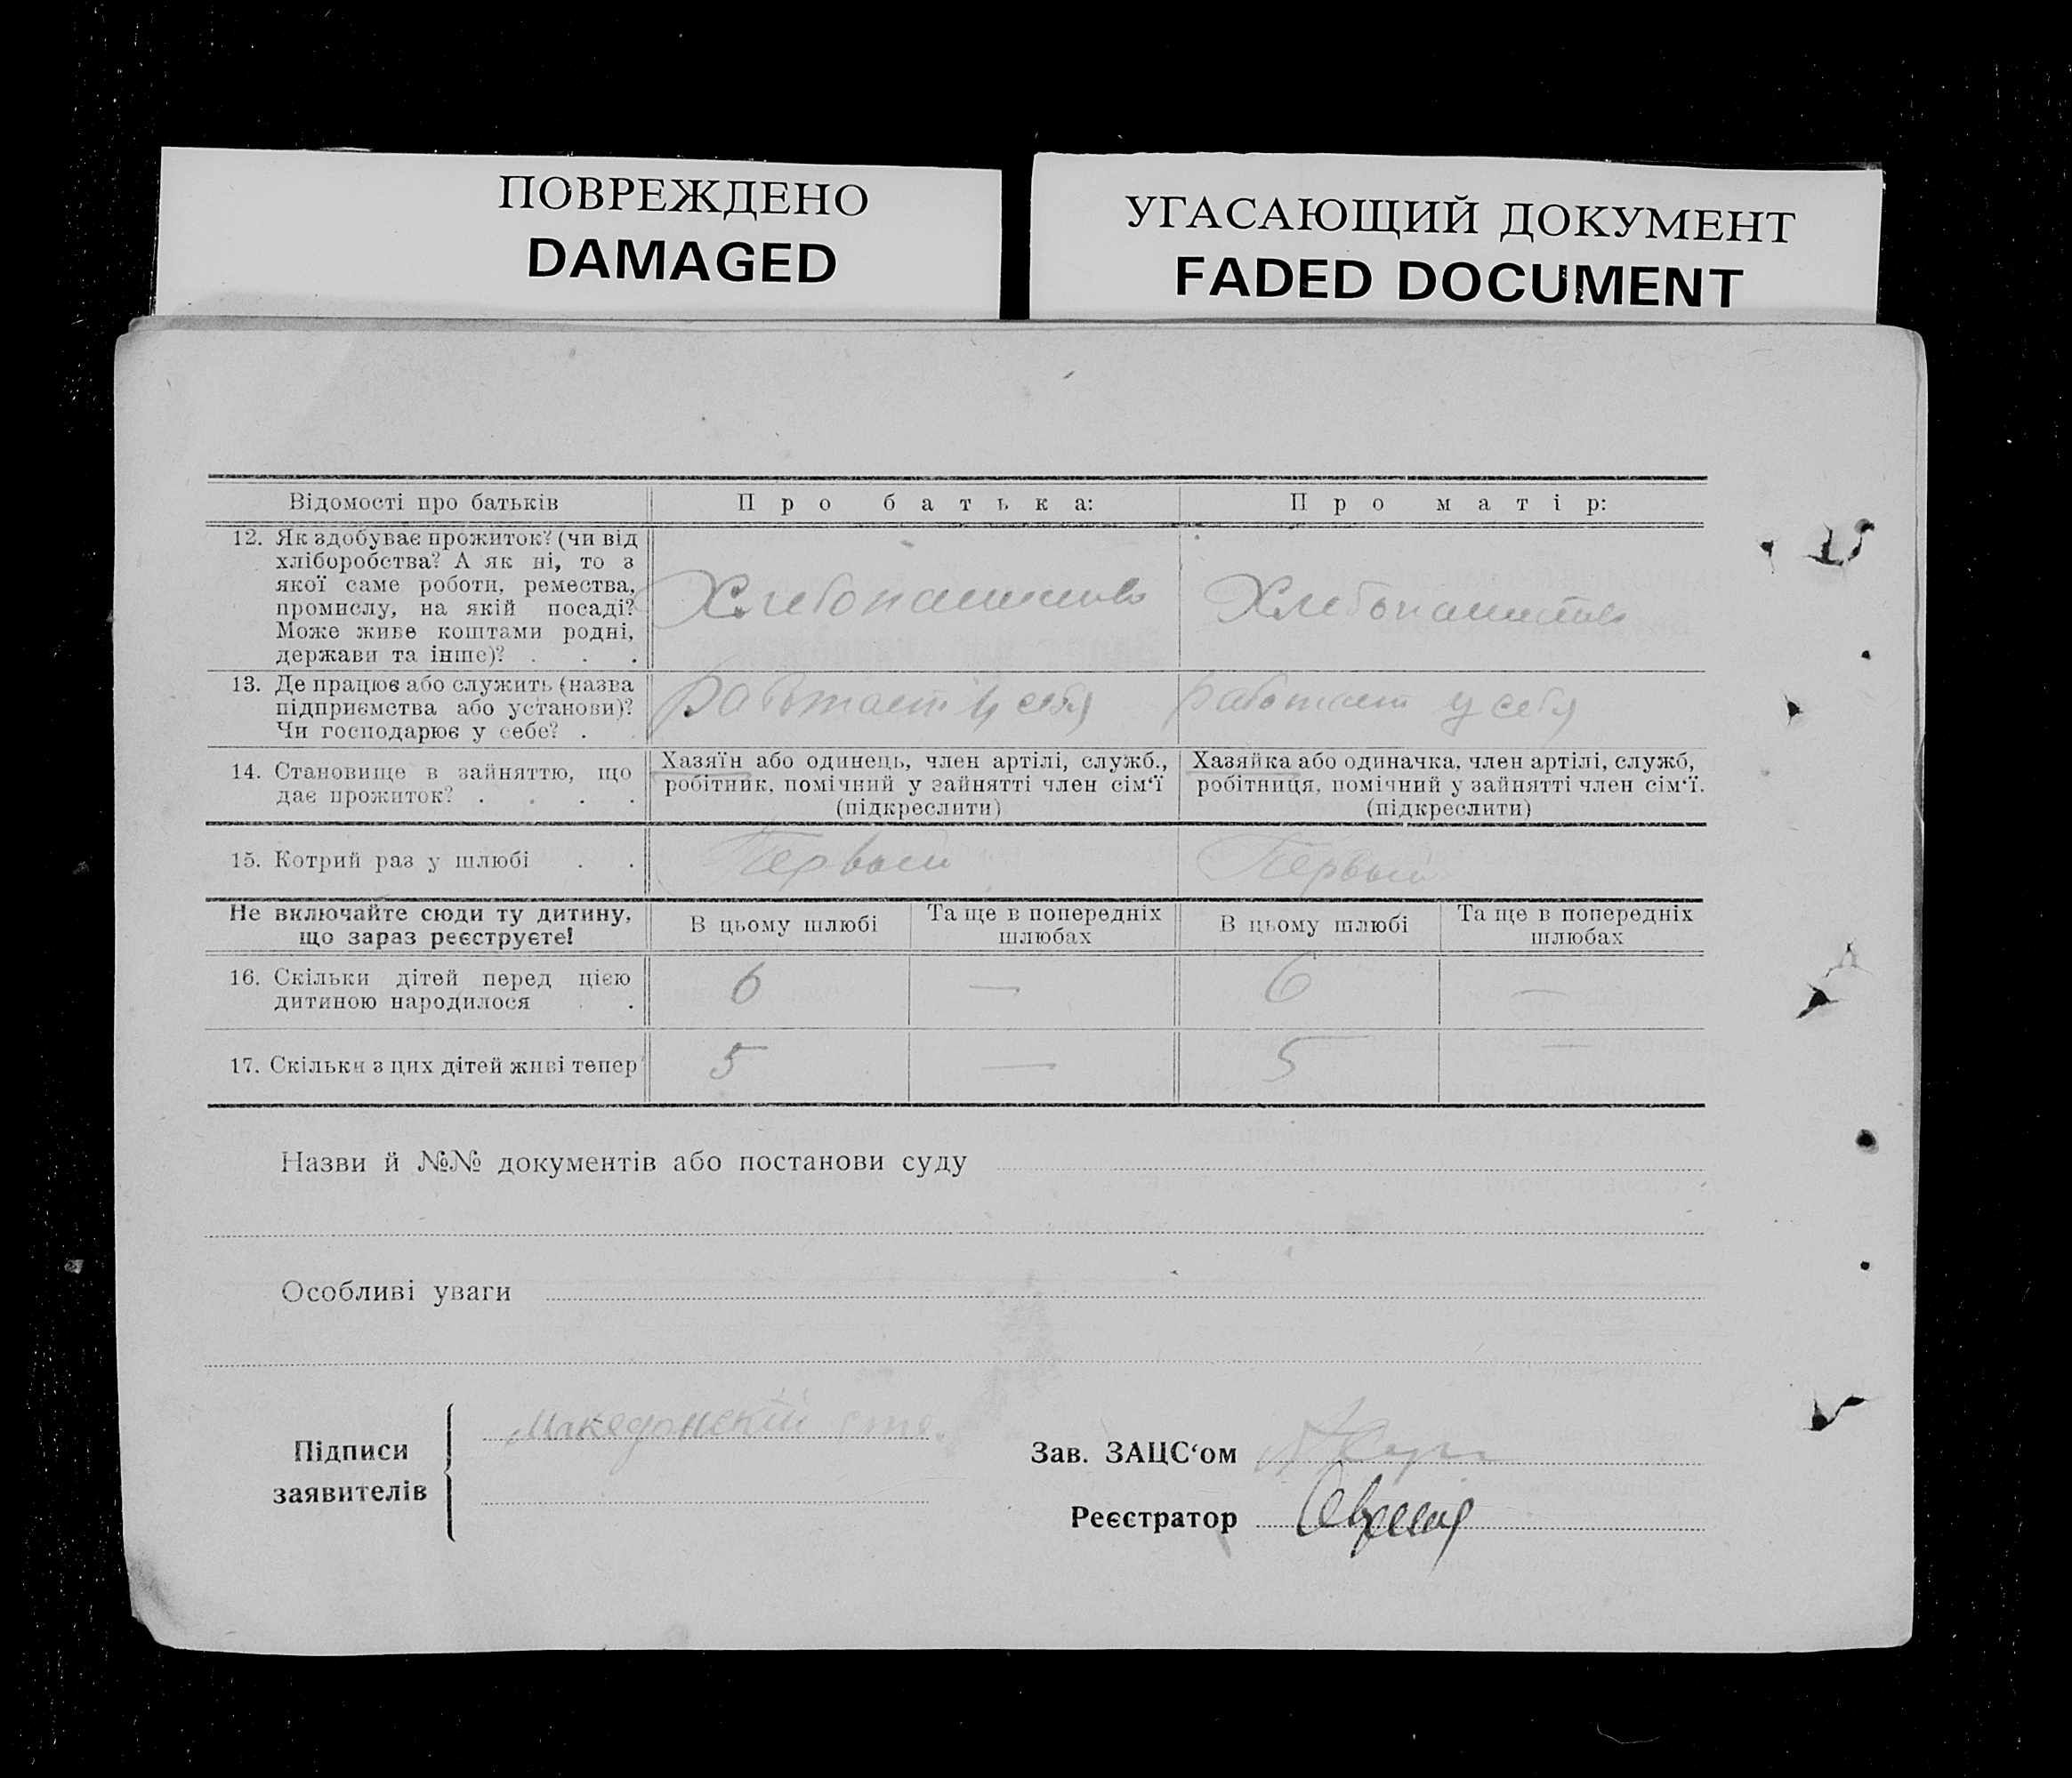 ПОВРЕЖДЕНО
DAMAGED
УГАСАЮЩИЙ ДОКУМЕНТ
FADED DOCUMENT
Відомості про батьків
Про батька:
Про матір:
12. Як здобуває прожиток? (чи від
хліборобства? А як ні, то з
якої саме роботи, ремества,
промислу, на якій посаді?
Може живе коштами родні,
держави та інше)? . . .
Хлебопашество
Хлебопашество
13. Де працює або служить (назва
підприємства або установи)?
Чи господарює у себе? .
работает у себя
работает у себя
14. Становище в зайняттю, що
дає прожиток? . . . .
Хазяїн або одинець, член артілі, служб.,
робітник, помічний у зайнятті член сім'ї
(підкреслити)
Хазяйка або одиначка, член артілі, служб,
робітниця, помічний у зайнятті член сім'ї.
(підкреслити)
15. Котрий раз у шлюбі . .
Первый
Первый
Не включайте сюди ту дитину,
що зараз реєструєте!
В цьому шлюбі
Та ще в попередніх
шлюбах
В цьому шлюбі
Та ще в попередніх
шлюбах
16. Скільки дітей перед цією
дитиною народилося .
6
—
6
—
17. Скільки з цих дітей живі тепер
5
—
5
—
Назви й №№ документів або постанови суду
Особливі уваги
Підписи
заявителів
Македонскій
Зав. ЗАЦС'ом
Реєстратор